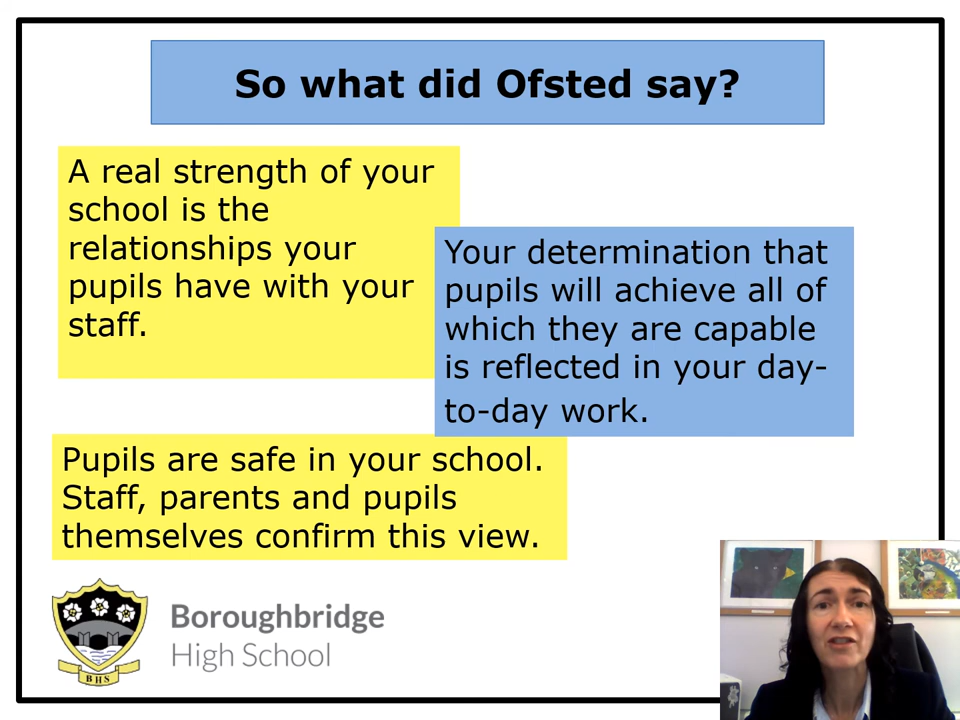 So what did Ofsted say?
A real strength of your
school is the
relationships your
pupils have with your
staff.
Your determination that
pupils will achieve all of
which they are capable
is reflected in your day-
to-day work.
Pupils are safe in your school.
Staff, parents and pupils
themselves confirm this view.
Boroughbridge
High School
BHS